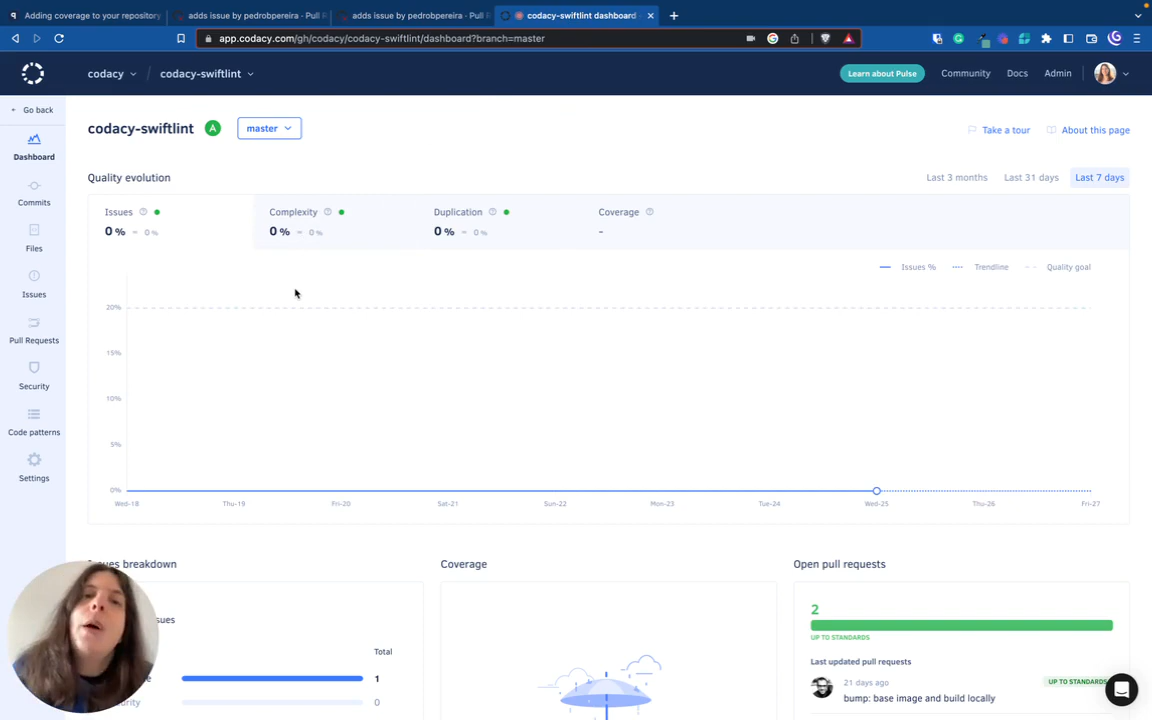 Adding coverage to your repository
adds issue by pedrobpereira - Pull R
adds issue by pedrobpereira - Pull R
codacy-swiftlint dashboard -
app.codacy.com/gh/codacy/codacy-swiftlint/dashboard?branch=master
codacy / codacy-swiftlint
Learn about Pulse
Community
Docs
Admin
Go back
Dashboard
Commits
Files
Issues
Pull Requests
Security
Code patterns
Settings
codacy-swiftlint A master
Take a tour
About this page
Quality evolution
Last 3 months
Last 31 days
Last 7 days
Issues
0 % = 0 %
Complexity
0 % = 0 %
Duplication
0 % = 0 %
Coverage
-
Issues %
Trendline
Quality goal
20%
15%
10%
5%
0%
Wed-18 Thu-19 Fri-20 Sat-21 Sun-22 Mon-23 Tue-24 Wed-25 Thu-26 Fri-27
Issues breakdown
sues
Total
1
0
Coverage
Open pull requests
2
UP TO STANDARDS
Last updated pull requests
21 days ago
UP TO STANDARDS
bump: base image and build locally